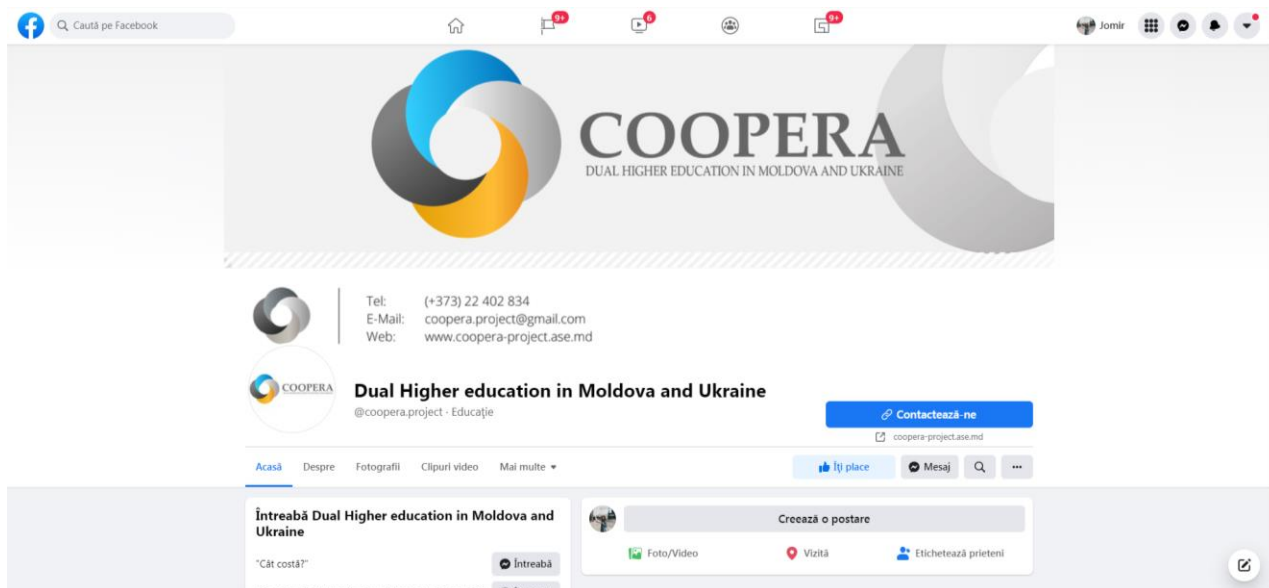 Caută pe Facebook
9+
6
9+
Jomir
COOPERA
DUAL HIGHER EDUCATION IN MOLDOVA AND UKRAINE
Tel: (+373) 22 402 834
E-Mail: coopera.project@gmail.com
Web: www.coopera-project.ase.md
COOPERA
Dual Higher education in Moldova and Ukraine
@coopera.project · Educaţie
Contactează-ne
coopera-project.ase.md
Acasă Despre Fotografii Clipuri video Mai multe
Îţi place Mesaj
Întreabă Dual Higher education in Moldova and
Ukraine
"Cât costă?" Întreabă
Creează o postare
Foto/Video Vizită Etichetează prieteni